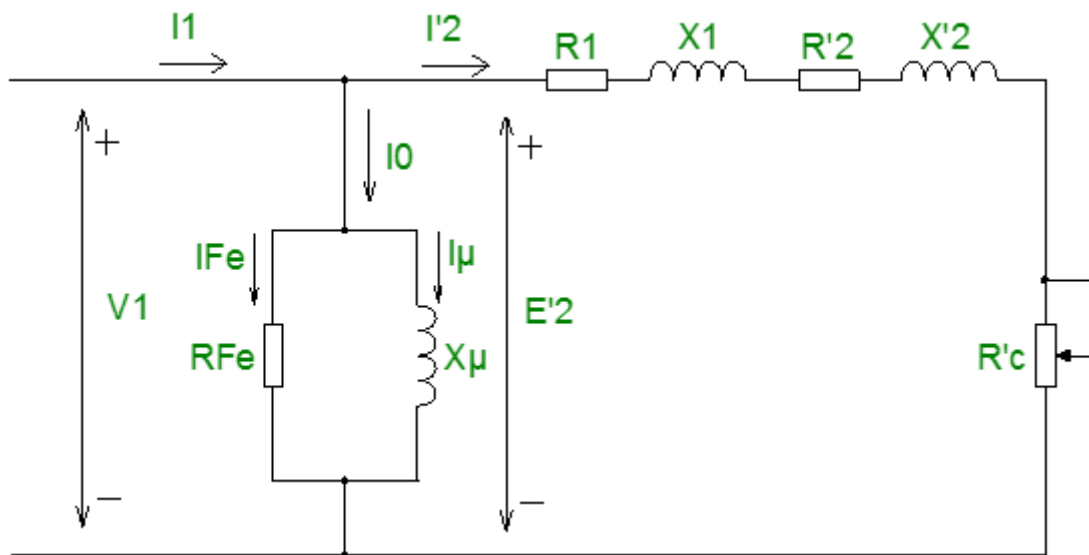 I1
I'2
R1
X1
R'2
X'2
+
+
I0
IFe
Iμ
V1
E'2
RFe
Xμ
R'c
−
−